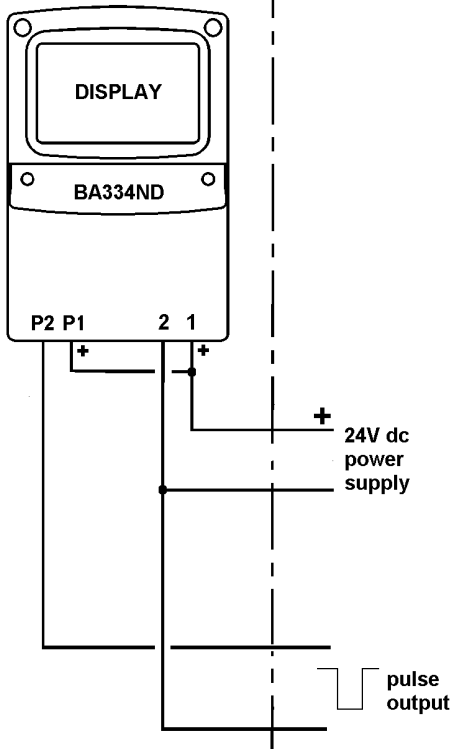 DISPLAY
BA334ND
P2 P1 2 1
+ +
+
24V dc
power
supply
pulse
output